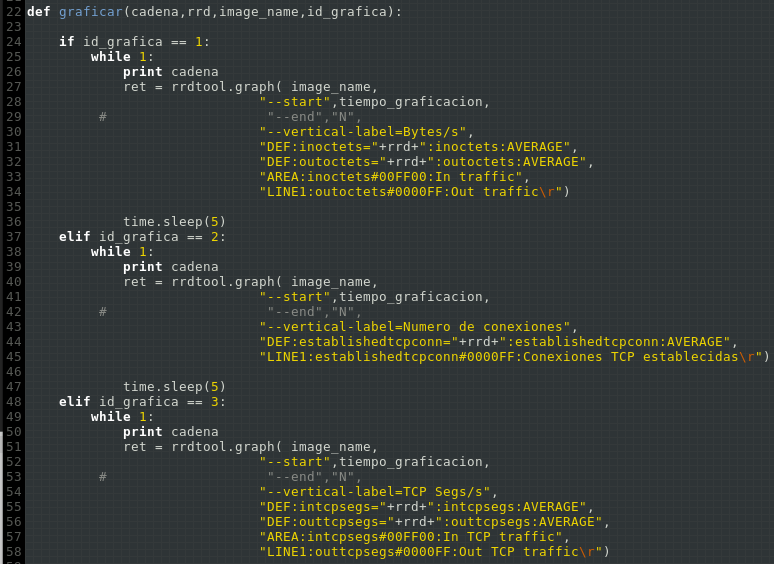 22 def graficar(cadena,rrd,image_name,id_grafica):
23
24     if id_grafica == 1:
25         while 1:
26             print cadena
27             ret = rrdtool.graph( image_name,
28                              "--start",tiempo_graficacion,
29          #                    "--end","N",
30                              "--vertical-label=Bytes/s",
31                              "DEF:inoctets="+rrd+":inoctets:AVERAGE",
32                              "DEF:outoctets="+rrd+":outoctets:AVERAGE",
33                              "AREA:inoctets#00FF00:In traffic",
34                              "LINE1:outoctets#0000FF:Out traffic\r")
35
36             time.sleep(5)
37     elif id_grafica == 2:
38         while 1:
39             print cadena
40             ret = rrdtool.graph( image_name,
41                              "--start",tiempo_graficacion,
42          #                    "--end","N",
43                              "--vertical-label=Numero de conexiones",
44                              "DEF:establishedtcpconn="+rrd+":establishedtcpconn:AVERAGE",
45                              "LINE1:establishedtcpconn#0000FF:Conexiones TCP establecidas\r")
46
47             time.sleep(5)
48     elif id_grafica == 3:
49         while 1:
50             print cadena
51             ret = rrdtool.graph( image_name,
52                              "--start",tiempo_graficacion,
53          #                    "--end","N",
54                              "--vertical-label=TCP Segs/s",
55                              "DEF:intcpsegs="+rrd+":intcpsegs:AVERAGE",
56                              "DEF:outtcpsegs="+rrd+":outtcpsegs:AVERAGE",
57                              "AREA:intcpsegs#00FF00:In TCP traffic",
58                              "LINE1:outtcpsegs#0000FF:Out TCP traffic\r")